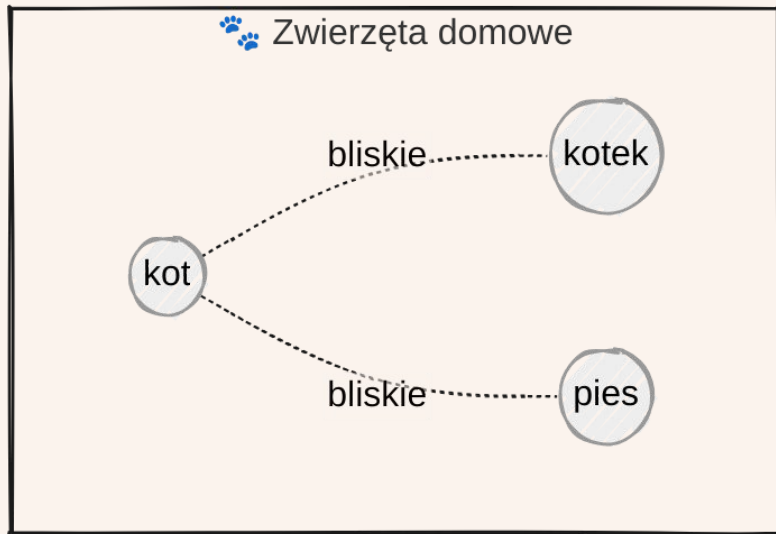 🐾 Zwierzęta domowe
bliskie
kotek
kot
bliskie
pies